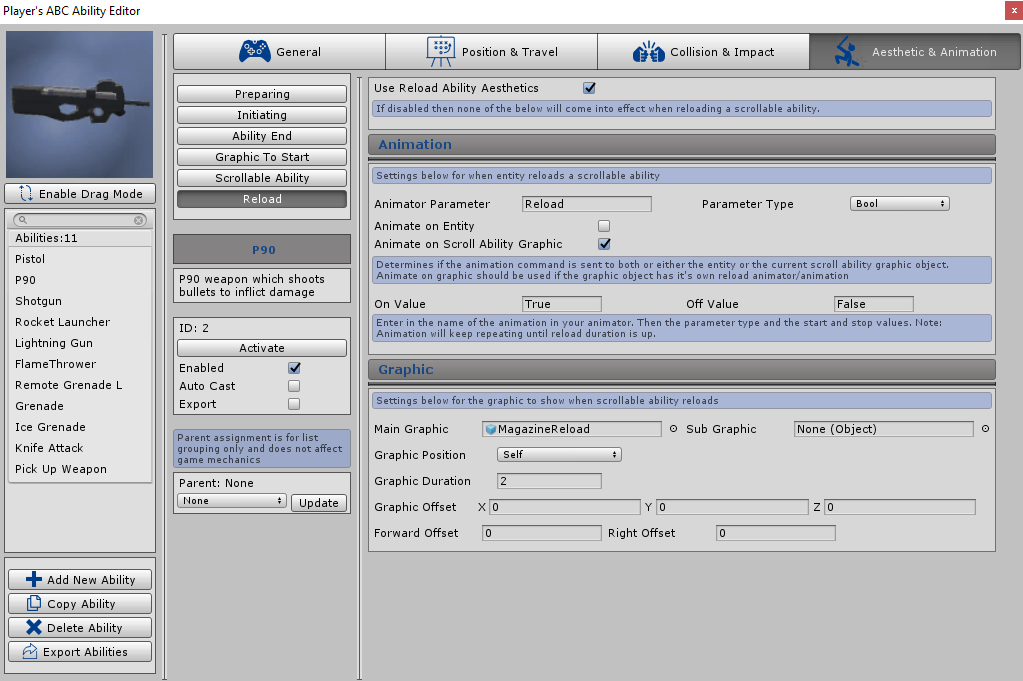 Player's ABC Ability Editor
x
General
Position & Travel
Collision & Impact
Aesthetic & Animation
Enable Drag Mode
Abilities:11
Pistol
P90
Shotgun
Rocket Launcher
Lightning Gun
FlameThrower
Remote Grenade L
Grenade
Ice Grenade
Knife Attack
Pick Up Weapon
Add New Ability
Copy Ability
Delete Ability
Export Abilities
Preparing
Initiating
Ability End
Graphic To Start
Scrollable Ability
Reload
P90
P90 weapon which shoots
bullets to inflict damage
ID: 2
Activate
Enabled
Auto Cast
Export
Parent assignment is for list
grouping only and does not affect
game mechanics
Parent: None
None Update
Use Reload Ability Aesthetics
If disabled then none of the below will come into effect when reloading a scrollable ability.
Animation
Settings below for when entity reloads a scrollable ability
Animator Parameter Reload Parameter Type Bool
Animate on Entity
Animate on Scroll Ability Graphic
Determines if the animation command is sent to both or either the entity or the current scroll ability graphic object.
Animate on graphic should be used if the graphic object has it's own reload animator/animation
On Value True Off Value False
Enter in the name of the animation in your animator. Then the parameter type and the start and stop values. Note:
Animation will keep repeating until reload duration is up.
Graphic
Settings below for the graphic to show when scrollable ability reloads
Main Graphic MagazineReload Sub Graphic None (Object)
Graphic Position Self
Graphic Duration 2
Graphic Offset X 0 Y 0 Z 0
Forward Offset 0 Right Offset 0